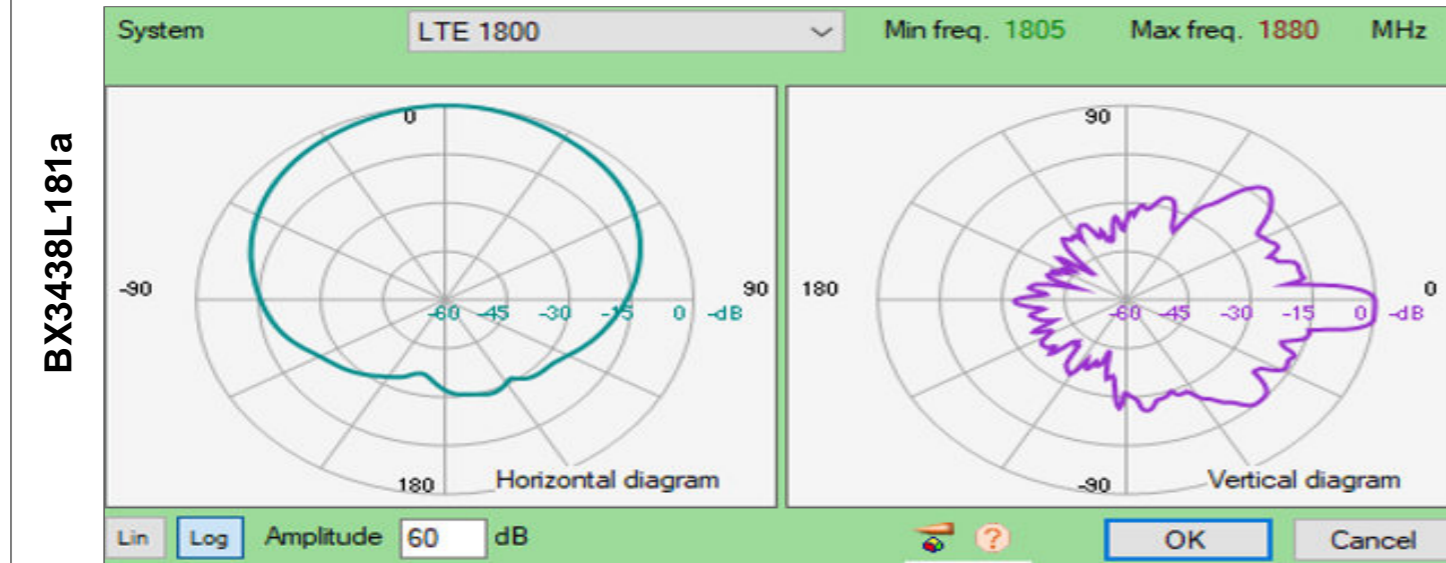 BX3438L181a
System LTE 1800 Min freq. 1805 Max freq. 1880 MHz
0
-90
90
-60 -45 -30 -15 0 -dB
180
Horizontal diagram
90
180
0
-60 -45 -30 -15 0 -dB
-90
Vertical diagram
Lin Log Amplitude 60 dB ? OK Cancel